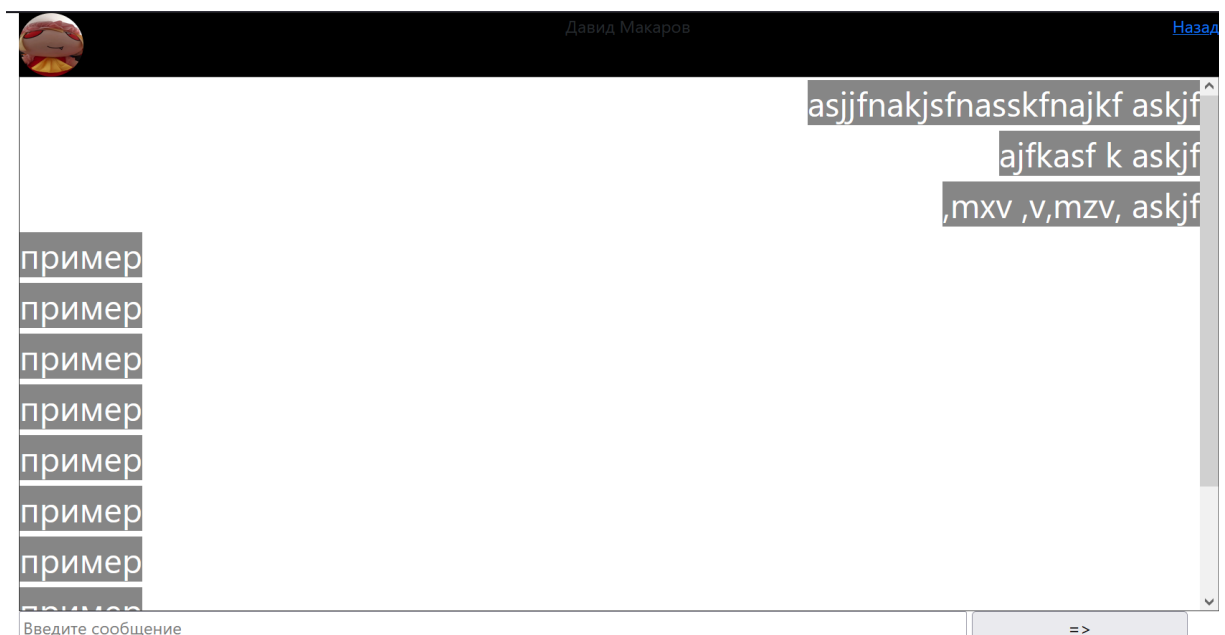 Давид Макаров
Назад
asjjfnakjsfnasskfnajkf askjf
ajfkasf k askjf
,mxv ,v,mzv, askjf
пример
пример
пример
пример
пример
пример
пример
пример
Введите сообщение
=>